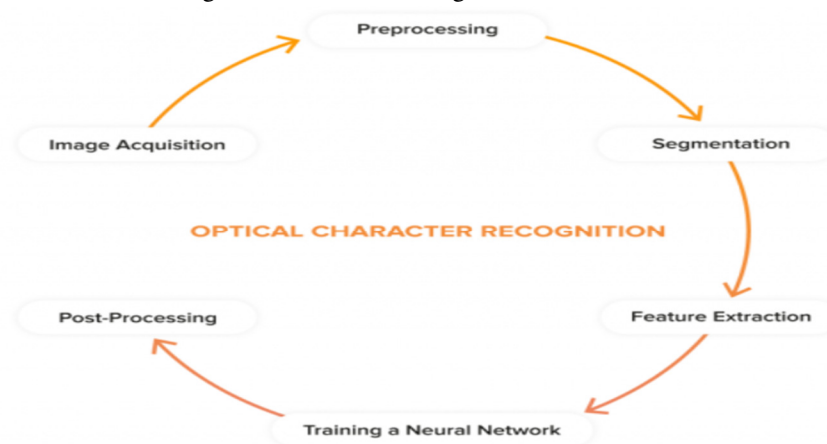 Preprocessing
Image Acquisition
Segmentation
OPTICAL CHARACTER RECOGNITION
Post-Processing
Feature Extraction
Training a Neural Network